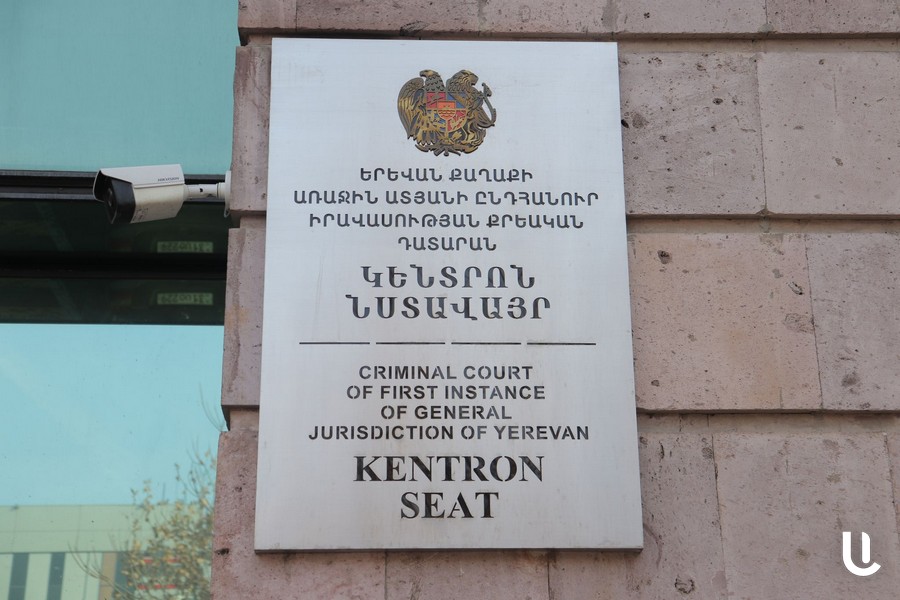 ԵՐԵՎԱՆ ՔԱՂԱՔԻ
ԱՌԱՋԻՆ ԱՏՅԱՆԻ ԸՆԴՀԱՆՈՒՐ
ԻՐԱՎԱՍՈՒԹՅԱՆ ՔՐԵԱԿԱՆ
ԴԱՏԱՐԱՆ
ԿԵՆՏՐՈՆ
ՆՍՏԱՎԱՅՐ
CRIMINAL COURT
OF FIRST INSTANCE
OF GENERAL
JURISDICTION OF YEREVAN
KENTRON
SEAT